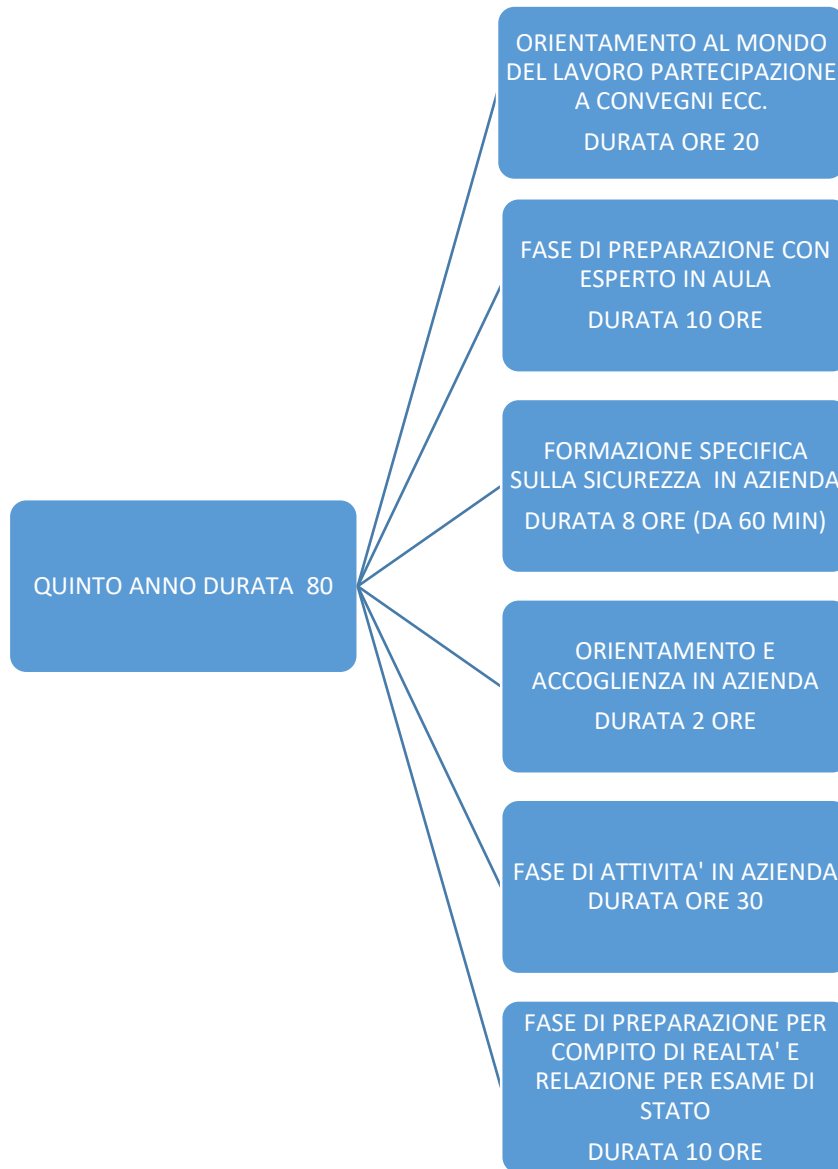 ORIENTAMENTO AL MONDO
DEL LAVORO PARTECIPAZIONE
A CONVEGNI ECC.
DURATA ORE 20
FASE DI PREPARAZIONE CON
ESPERTO IN AULA
DURATA 10 ORE
FORMAZIONE SPECIFICA
SULLA SICUREZZA IN AZIENDA
DURATA 8 ORE (DA 60 MIN)
QUINTO ANNO DURATA 80
ORIENTAMENTO E
ACCOGLIENZA IN AZIENDA
DURATA 2 ORE
FASE DI ATTIVITA' IN AZIENDA
DURATA ORE 30
FASE DI PREPARAZIONE PER
COMPITO DI REALTA' E
RELAZIONE PER ESAME DI
STATO
DURATA 10 ORE